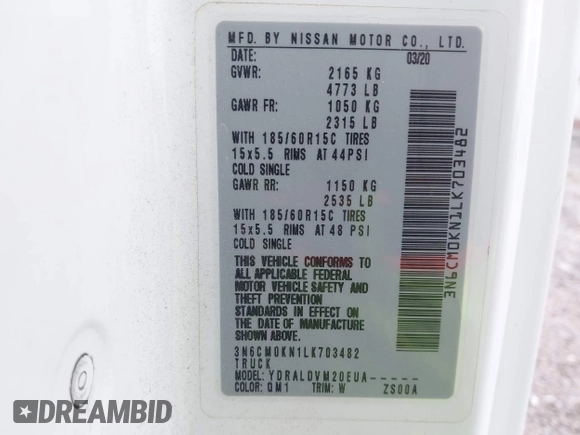 MFD. BY NISSAN MOTOR CO., LTD.
DATE: 03/20
GVWR: 2165 KG
4773 LB
GAWR FR: 1050 KG
2315 LB
WITH 185/60R15C TIRES
15x5.5 RIMS AT 44PSI
COLD SINGLE
GAWR RR: 1150 KG
2535 LB
WITH 185/60R15C TIRES
15x5.5 RIMS AT 48 PSI
COLD SINGLE
THIS VEHICLE CONFORMS TO
ALL APPLICABLE FEDERAL
MOTOR VEHICLE SAFETY AND
THEFT PREVENTION
STANDARDS IN EFFECT ON
THE DATE OF MANUFACTURE
SHOWN ABOVE.
3N6CM0KN1LK703482
TRUCK
MODEL: YDRALDVM20EUA-----
COLOR: QM1 TRIM: W ZS00A
3N6CM0KN1LK703482
DREAMBID